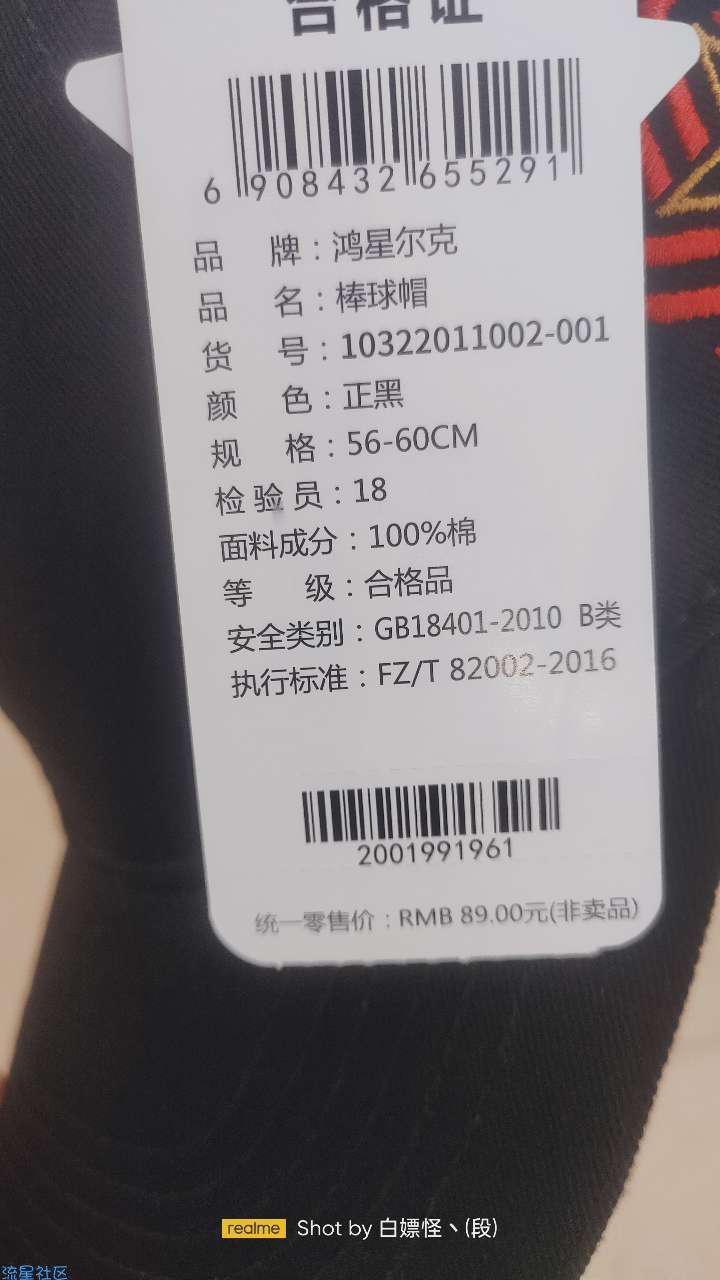 合格证
6 908432 655291
品 牌：鸿星尔克
品 名：棒球帽
货 号：10322011002-001
颜 色：正黑
规 格：56-60CM
检 验 员：18
面料成分：100%棉
等 级：合格品
安全类别：GB18401-2010 B类
执行标准：FZ/T 82002-2016
2001991961
统一零售价：RMB 89.00元(非卖品)
realme Shot by 白嫖怪丶(段)
流星社区